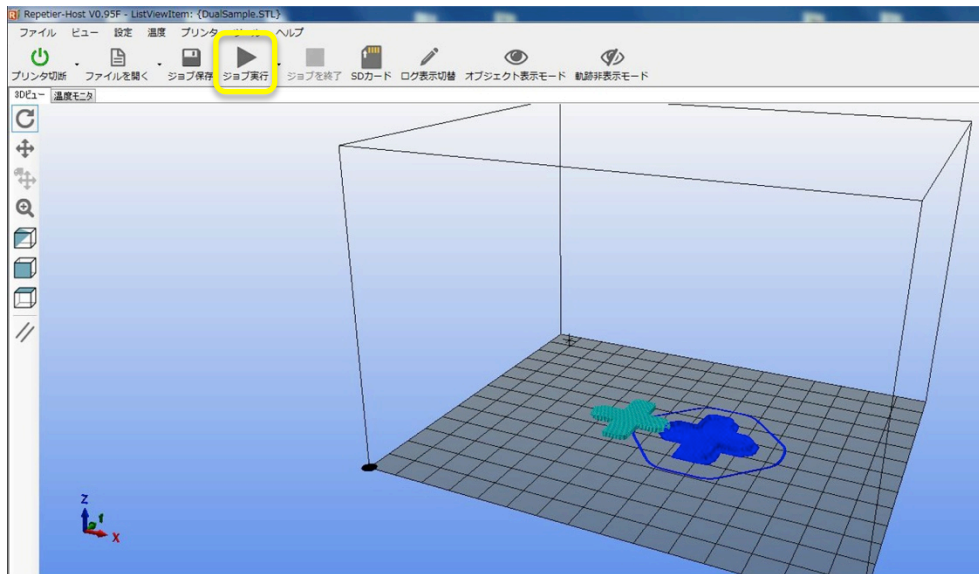 Repetier-Host V0.95F - ListViewItem: {DualSample.STL}
ファイル ビュー 設定 温度 プリンタ ツール ヘルプ
プリンタ切断 ファイルを開く ジョブ保存 ジョブ実行 ジョブを終了 SDカード ログ表示切替 オブジェクト表示モード 軌跡非表示モード
3Dビュー 温度モニタ
Z
Y
X